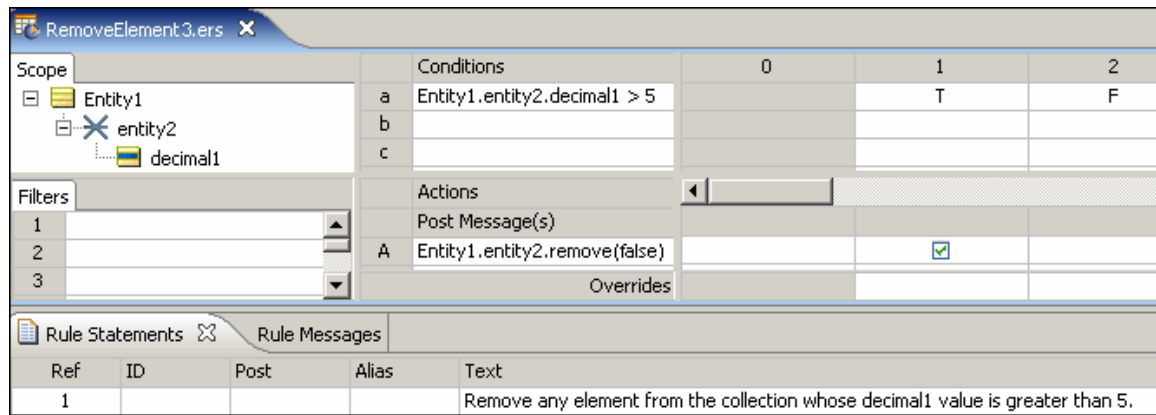 RemoveElement3.ers
Scope
Entity1
entity2
decimal1
Conditions 0 1 2
a Entity1.entity2.decimal1 > 5 T F
b
c
Filters
1
2
3
Actions
Post Message(s)
A Entity1.entity2.remove(false)
Overrides
Rule Statements Rule Messages
Ref ID Post Alias Text
1 Remove any element from the collection whose decimal1 value is greater than 5.